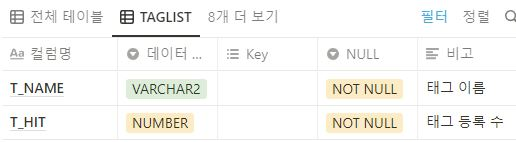 전체 테이블 TAGLIST 8개 더 보기 필터 정렬
Aa 컬럼명 데이터 ... Key NULL 비고
T_NAME VARCHAR2 NOT NULL 태그 이름
T_HIT NUMBER NOT NULL 태그 등록 수